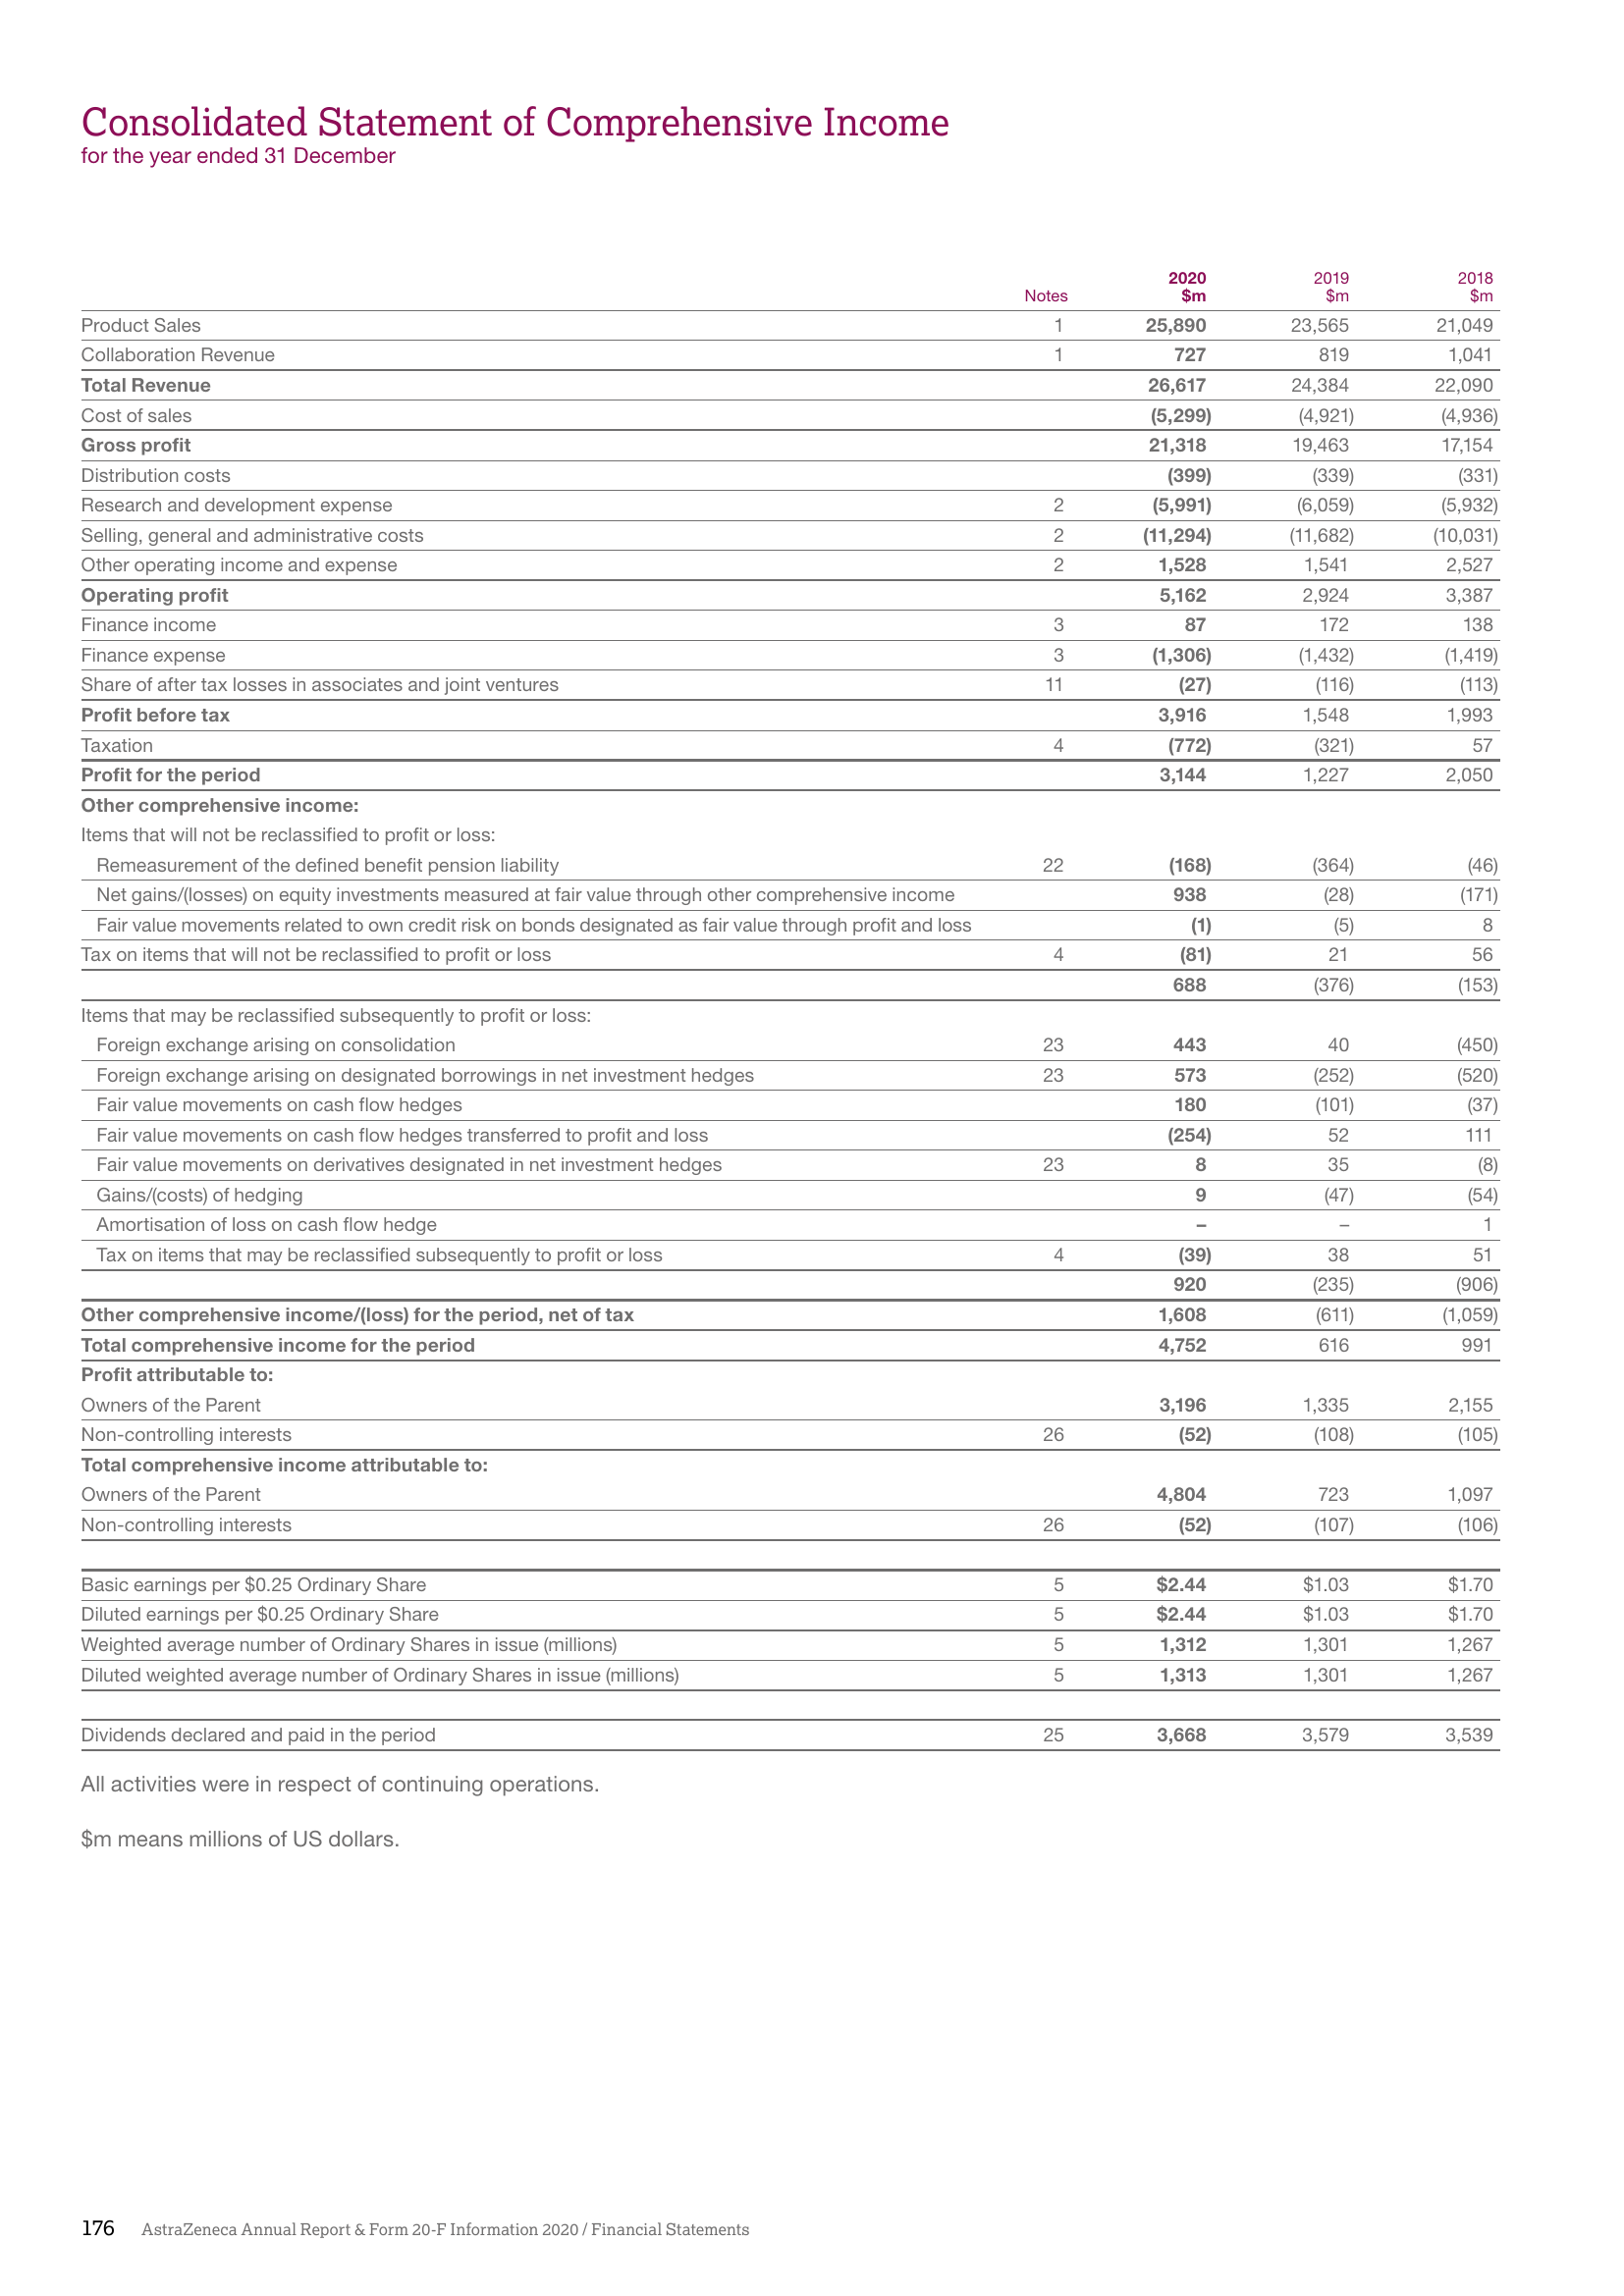 Consolidated Statement of Comprehensive Income
for the year ended 31 December
Notes 2020 $m 2019 $m 2018 $m
Product Sales 1 25,890 23,565 21,049
Collaboration Revenue 1 727 819 1,041
Total Revenue 26,617 24,384 22,090
Cost of sales (5,299) (4,921) (4,936)
Gross profit 21,318 19,463 17,154
Distribution costs (399) (339) (331)
Research and development expense 2 (5,991) (6,059) (5,932)
Selling, general and administrative costs 2 (11,294) (11,682) (10,031)
Other operating income and expense 2 1,528 1,541 2,527
Operating profit 5,162 2,924 3,387
Finance income 3 87 172 138
Finance expense 3 (1,306) (1,432) (1,419)
Share of after tax losses in associates and joint ventures 11 (27) (116) (113)
Profit before tax 3,916 1,548 1,993
Taxation 4 (772) (321) 57
Profit for the period 3,144 1,227 2,050
Other comprehensive income:
Items that will not be reclassified to profit or loss:
Remeasurement of the defined benefit pension liability 22 (168) (364) (46)
Net gains/(losses) on equity investments measured at fair value through other comprehensive income 938 (28) (171)
Fair value movements related to own credit risk on bonds designated as fair value through profit and loss (1) (5) 8
Tax on items that will not be reclassified to profit or loss 4 (81) 21 56
688 (376) (153)
Items that may be reclassified subsequently to profit or loss:
Foreign exchange arising on consolidation 23 443 40 (450)
Foreign exchange arising on designated borrowings in net investment hedges 23 573 (252) (520)
Fair value movements on cash flow hedges 180 (101) (37)
Fair value movements on cash flow hedges transferred to profit and loss (254) 52 111
Fair value movements on derivatives designated in net investment hedges 23 8 35 (8)
Gains/(costs) of hedging 9 (47) (54)
Amortisation of loss on cash flow hedge – – 1
Tax on items that may be reclassified subsequently to profit or loss 4 (39) 38 51
920 (235) (906)
Other comprehensive income/(loss) for the period, net of tax 1,608 (611) (1,059)
Total comprehensive income for the period 4,752 616 991
Profit attributable to:
Owners of the Parent 3,196 1,335 2,155
Non-controlling interests 26 (52) (108) (105)
Total comprehensive income attributable to:
Owners of the Parent 4,804 723 1,097
Non-controlling interests 26 (52) (107) (106)
Basic earnings per $0.25 Ordinary Share 5 $2.44 $1.03 $1.70
Diluted earnings per $0.25 Ordinary Share 5 $2.44 $1.03 $1.70
Weighted average number of Ordinary Shares in issue (millions) 5 1,312 1,301 1,267
Diluted weighted average number of Ordinary Shares in issue (millions) 5 1,313 1,301 1,267
Dividends declared and paid in the period 25 3,668 3,579 3,539
All activities were in respect of continuing operations.
$m means millions of US dollars.
176 AstraZeneca Annual Report & Form 20-F Information 2020 / Financial Statements